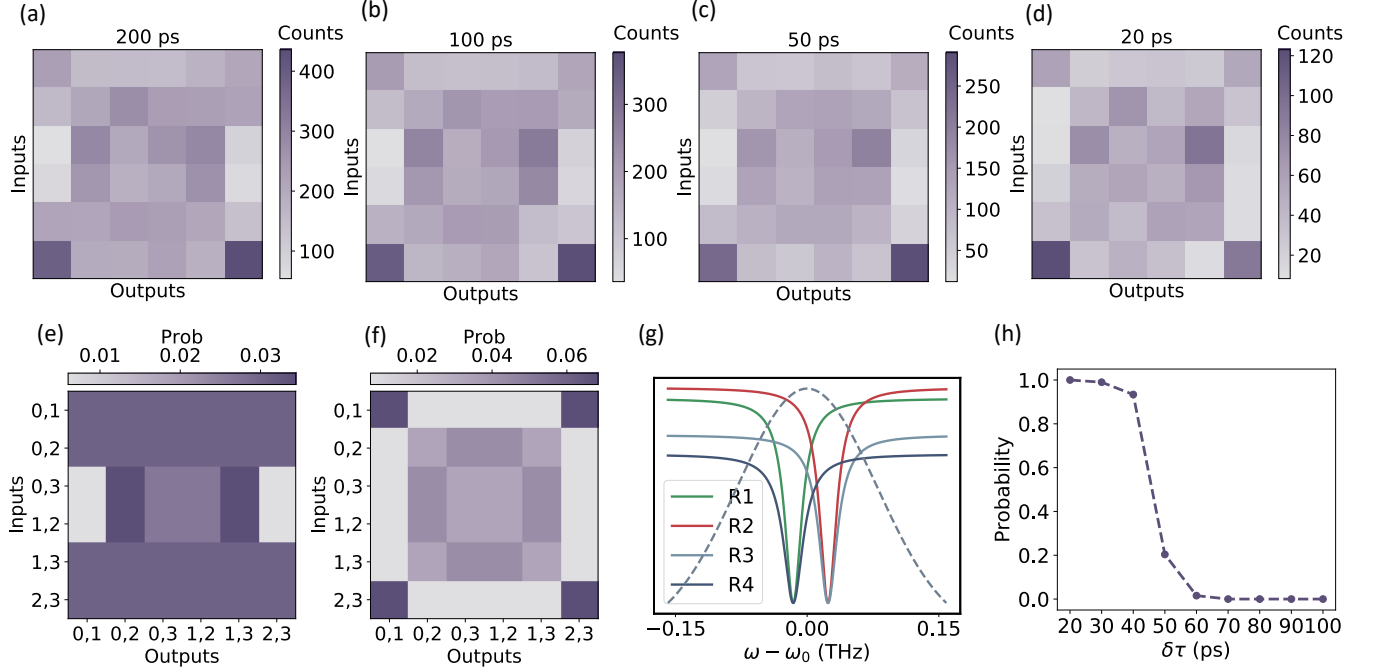 (a)
200 ps
Counts
400
300
200
100
Inputs
Outputs
(b)
100 ps
Counts
300
200
100
Inputs
Outputs
(c)
50 ps
Counts
250
200
150
100
50
Inputs
Outputs
(d)
20 ps
Counts
120
100
80
60
40
20
Inputs
Outputs
(e)
Prob
0.01 0.02 0.03
Inputs
0,1
0,2
0,3
1,2
1,3
2,3
0,1 0,2 0,3 1,2 1,3 2,3
Outputs
(f)
Prob
0.02 0.04 0.06
Inputs
0,1
0,2
0,3
1,2
1,3
2,3
0,1 0,2 0,3 1,2 1,3 2,3
Outputs
(g)
R1
R2
R3
R4
−0.15 0.00 0.15
ω − ω₀ (THz)
(h)
Probability
1.0
0.8
0.6
0.4
0.2
0.0
20 30 40 50 60 70 80 90 100
δτ (ps)